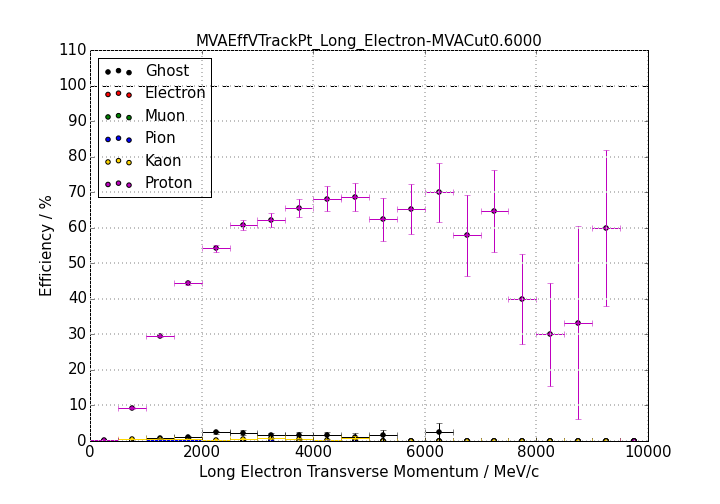 MVAEffVTrackPt_Long_Electron-MVACut0.6000
110
100
90
80
70
60
50
40
30
20
10
0
Efficiency / %
Ghost
Electron
Muon
Pion
Kaon
Proton
0 2000 4000 6000 8000 10000
Long Electron Transverse Momentum / MeV/c